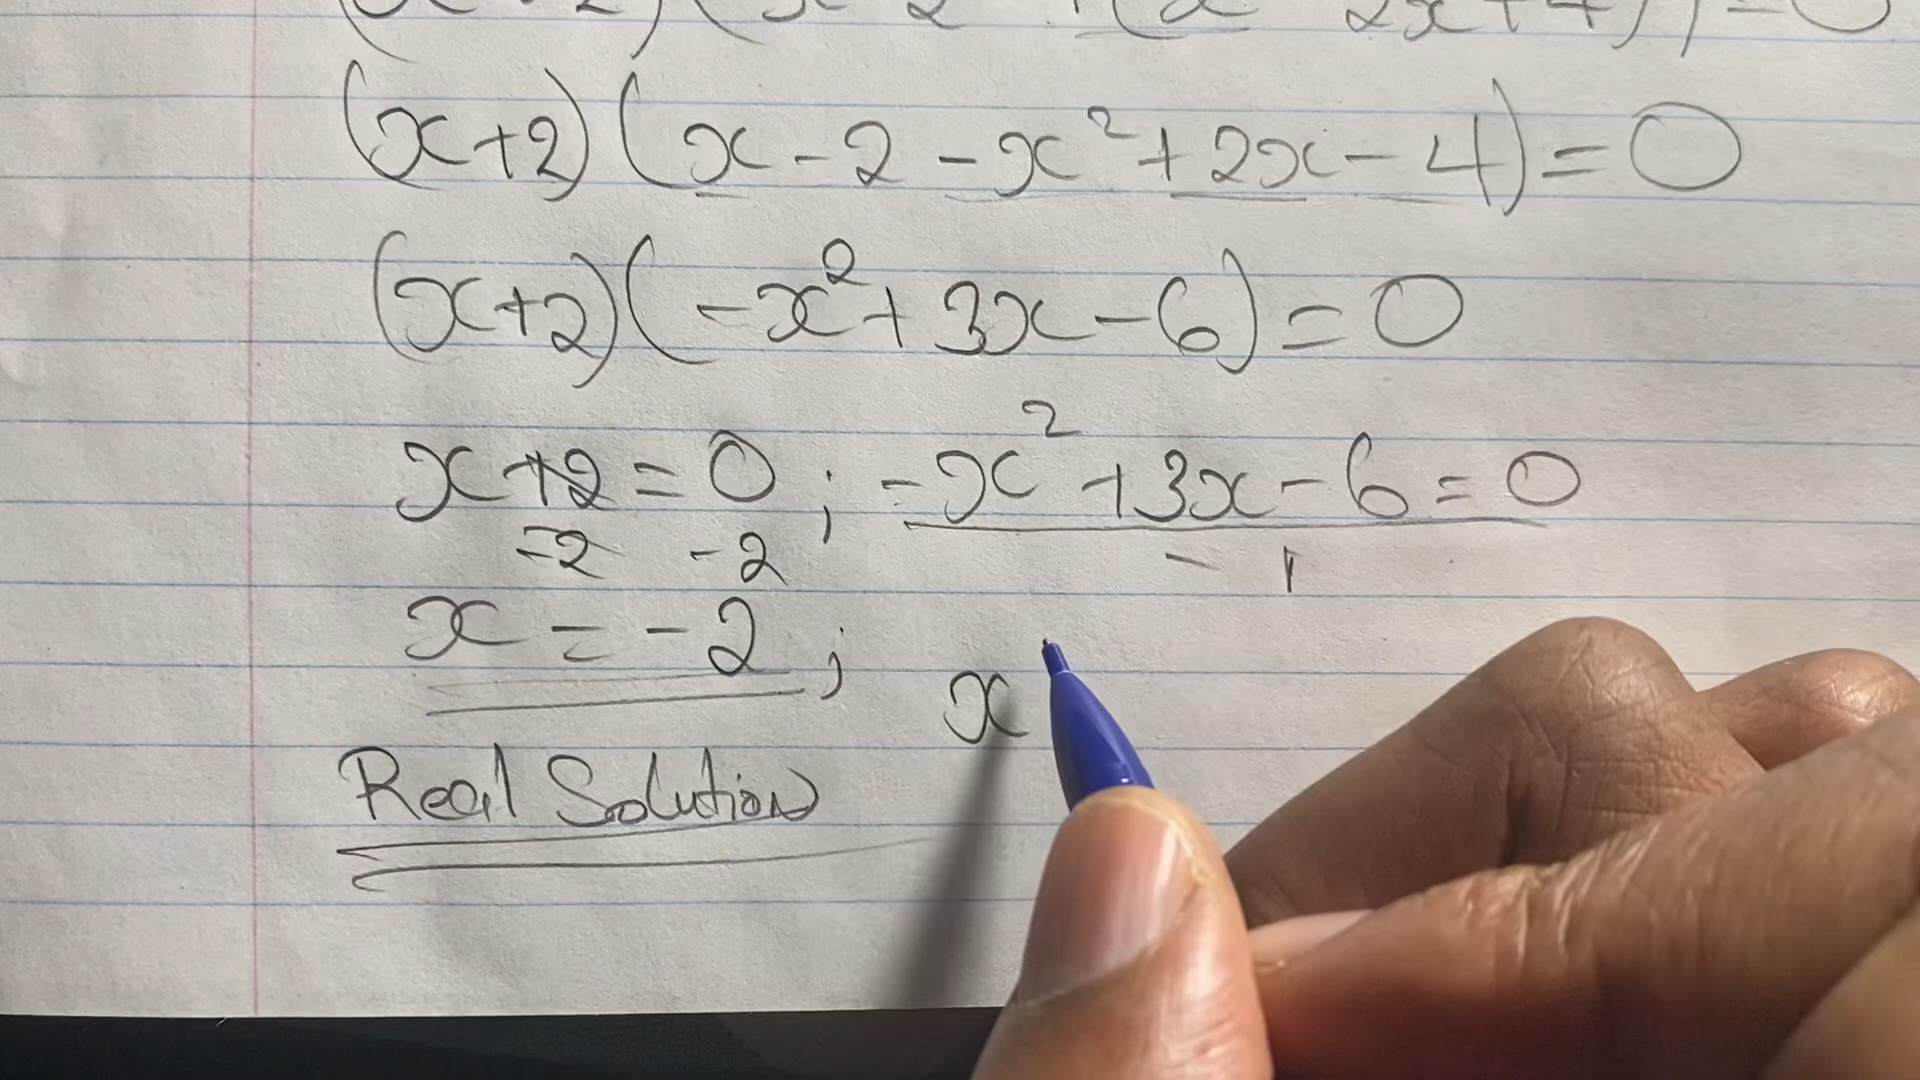 (x+2)(x-2-x²+2x-4)=0
(x+2)(-x²+3x-6)=0
x+2=0; -x²+3x-6=0
-2 -2 -1
x=-2; x
Real Solution